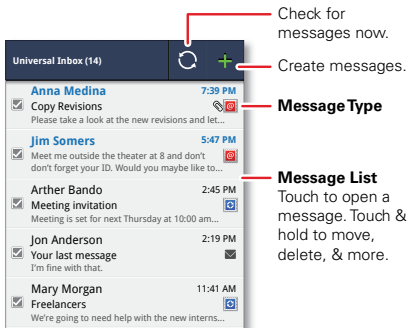 Check for
messages now.
Universal Inbox (14)
Create messages.
Anna Medina 7:39 PM
Copy Revisions
Please take a look at the new revisions and let...
Message Type
Jim Somers 5:47 PM
Meet me outside the theater at 8 and don't
don't forget your ID. Would you maybe like to...
Message List
Touch to open a
message. Touch &
hold to move,
delete, & more.
Arther Bando 2:45 PM
Meeting invitation
Meeting is set for next Thursday at 10:00 am...
Jon Anderson 2:19 PM
Your last message
I'm fine with that.
Mary Morgan 11:41 AM
Freelancers
We're going to need help with the new interns...